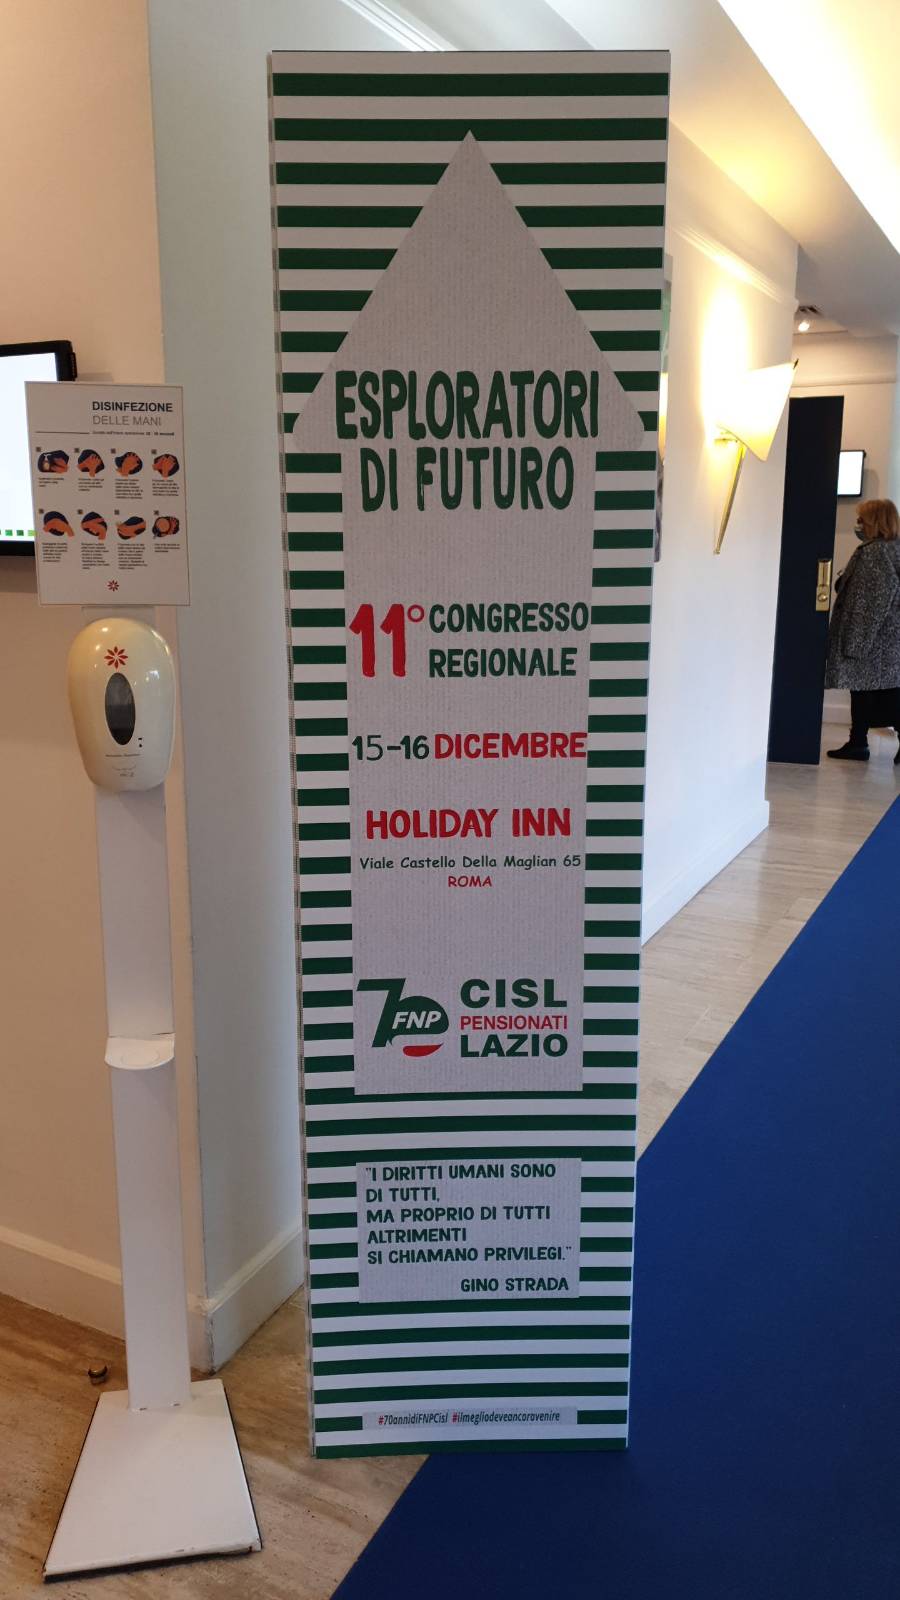 DISINFEZIONE
DELLE MANI
ESPLORATORI
DI FUTURO
11° CONGRESSO
REGIONALE
15-16 DICEMBRE
HOLIDAY INN
Viale Castello Della Maglian 65
ROMA
70 FNP
CISL
PENSIONATI
LAZIO
"I DIRITTI UMANI SONO
DI TUTTI,
MA PROPRIO DI TUTTI
ALTRIMENTI
SI CHIAMANO PRIVILEGI."
GINO STRADA
#70annidiFNPCisl #ilmegliodeveancoravenire